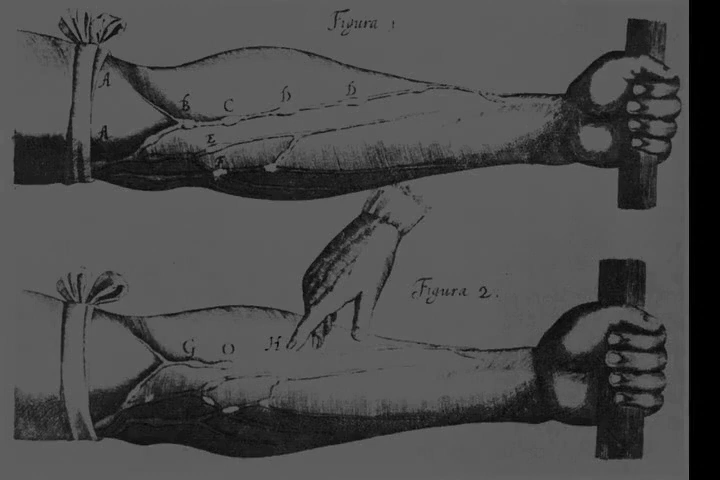 Figura 1
A
B C D D
A
E
F
Figura 2.
G O H